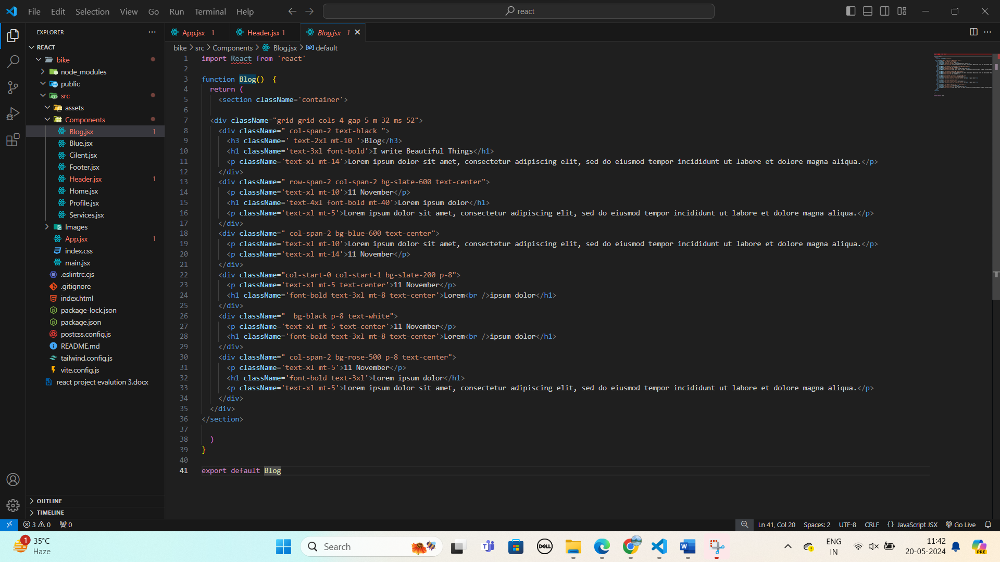 File Edit Selection View Go Run Terminal Help
react
EXPLORER
REACT
bike
node_modules
public
src
assets
Components
Blog.jsx 1
Blue.jsx
Cilent.jsx
Footer.jsx
Header.jsx 1
Home.jsx
Profile.jsx
Services.jsx
Images
App.jsx 1
index.css
main.jsx
.eslintrc.cjs
.gitignore
index.html
package-lock.json
package.json
postcss.config.js
README.md
tailwind.config.js
vite.config.js
react project evalution 3.docx
OUTLINE
TIMELINE
App.jsx 1 Header.jsx 1 Blog.jsx 1
bike > src > Components > Blog.jsx > default
1 import React from 'react'
2
3 function Blog()  {
4 return (
5 <section className='container'>
6
7 <div className="grid grid-cols-4 gap-5 m-32 ms-52">
8 <div className=" col-span-2 text-black ">
9 <h3 className=' text-2xl mt-10 '>Blog</h3>
10 <h1 className='text-3xl font-bold'>I write Beautiful Things</h1>
11 <p className='text-xl mt-14'>Lorem ipsum dolor sit amet, consectetur adipiscing elit, sed do eiusmod tempor incididunt ut labore et dolore magna aliqua.</p>
12 </div>
13 <div className=" row-span-2 col-span-2 bg-slate-600 text-center">
14 <p className='text-xl mt-10'>11 November</p>
15 <h1 className='text-4xl font-bold mt-40'>Lorem ipsum dolor</h1>
16 <p className='text-xl mt-5'>Lorem ipsum dolor sit amet, consectetur adipiscing elit, sed do eiusmod tempor incididunt ut labore et dolore magna aliqua.</p>
17 </div>
18 <div className=" col-span-2 bg-blue-600 text-center">
19 <p className='text-xl mt-10'>Lorem ipsum dolor sit amet, consectetur adipiscing elit, sed do eiusmod tempor incididunt ut labore et dolore magna aliqua.</p>
20 <p className='text-xl mt-14'>11 November</p>
21 </div>
22 <div className="col-start-0 col-start-1 bg-slate-200 p-8">
23 <p className='text-xl mt-5 text-center'>11 November</p>
24 <h1 className='font-bold text-3xl mt-8 text-center'>Lorem<br />ipsum dolor</h1>
25 </div>
26 <div className="  bg-black p-8 text-white">
27 <p className='text-xl mt-5 text-center'>11 November</p>
28 <h1 className='font-bold text-3xl mt-8 text-center'>Lorem<br />ipsum dolor</h1>
29 </div>
30 <div className=" col-span-2 bg-rose-500 p-8 text-center">
31 <p className='text-xl mt-5'>11 November</p>
32 <h1 className='font-bold text-3xl'>Lorem ipsum dolor</h1>
33 <p className='text-xl mt-5'>Lorem ipsum dolor sit amet, consectetur adipiscing elit, sed do eiusmod tempor incididunt ut labore et dolore magna aliqua.</p>
34 </div>
35 </div>
36 </section>
37
38 )
39 }
40
41 export default Blog
3 0 0 Ln 41, Col 20 Spaces: 2 UTF-8 CRLF {} JavaScript JSX Go Live
1 35°C
Haze
Search
DELL
ENG
IN
11:42
20-05-2024
PRE